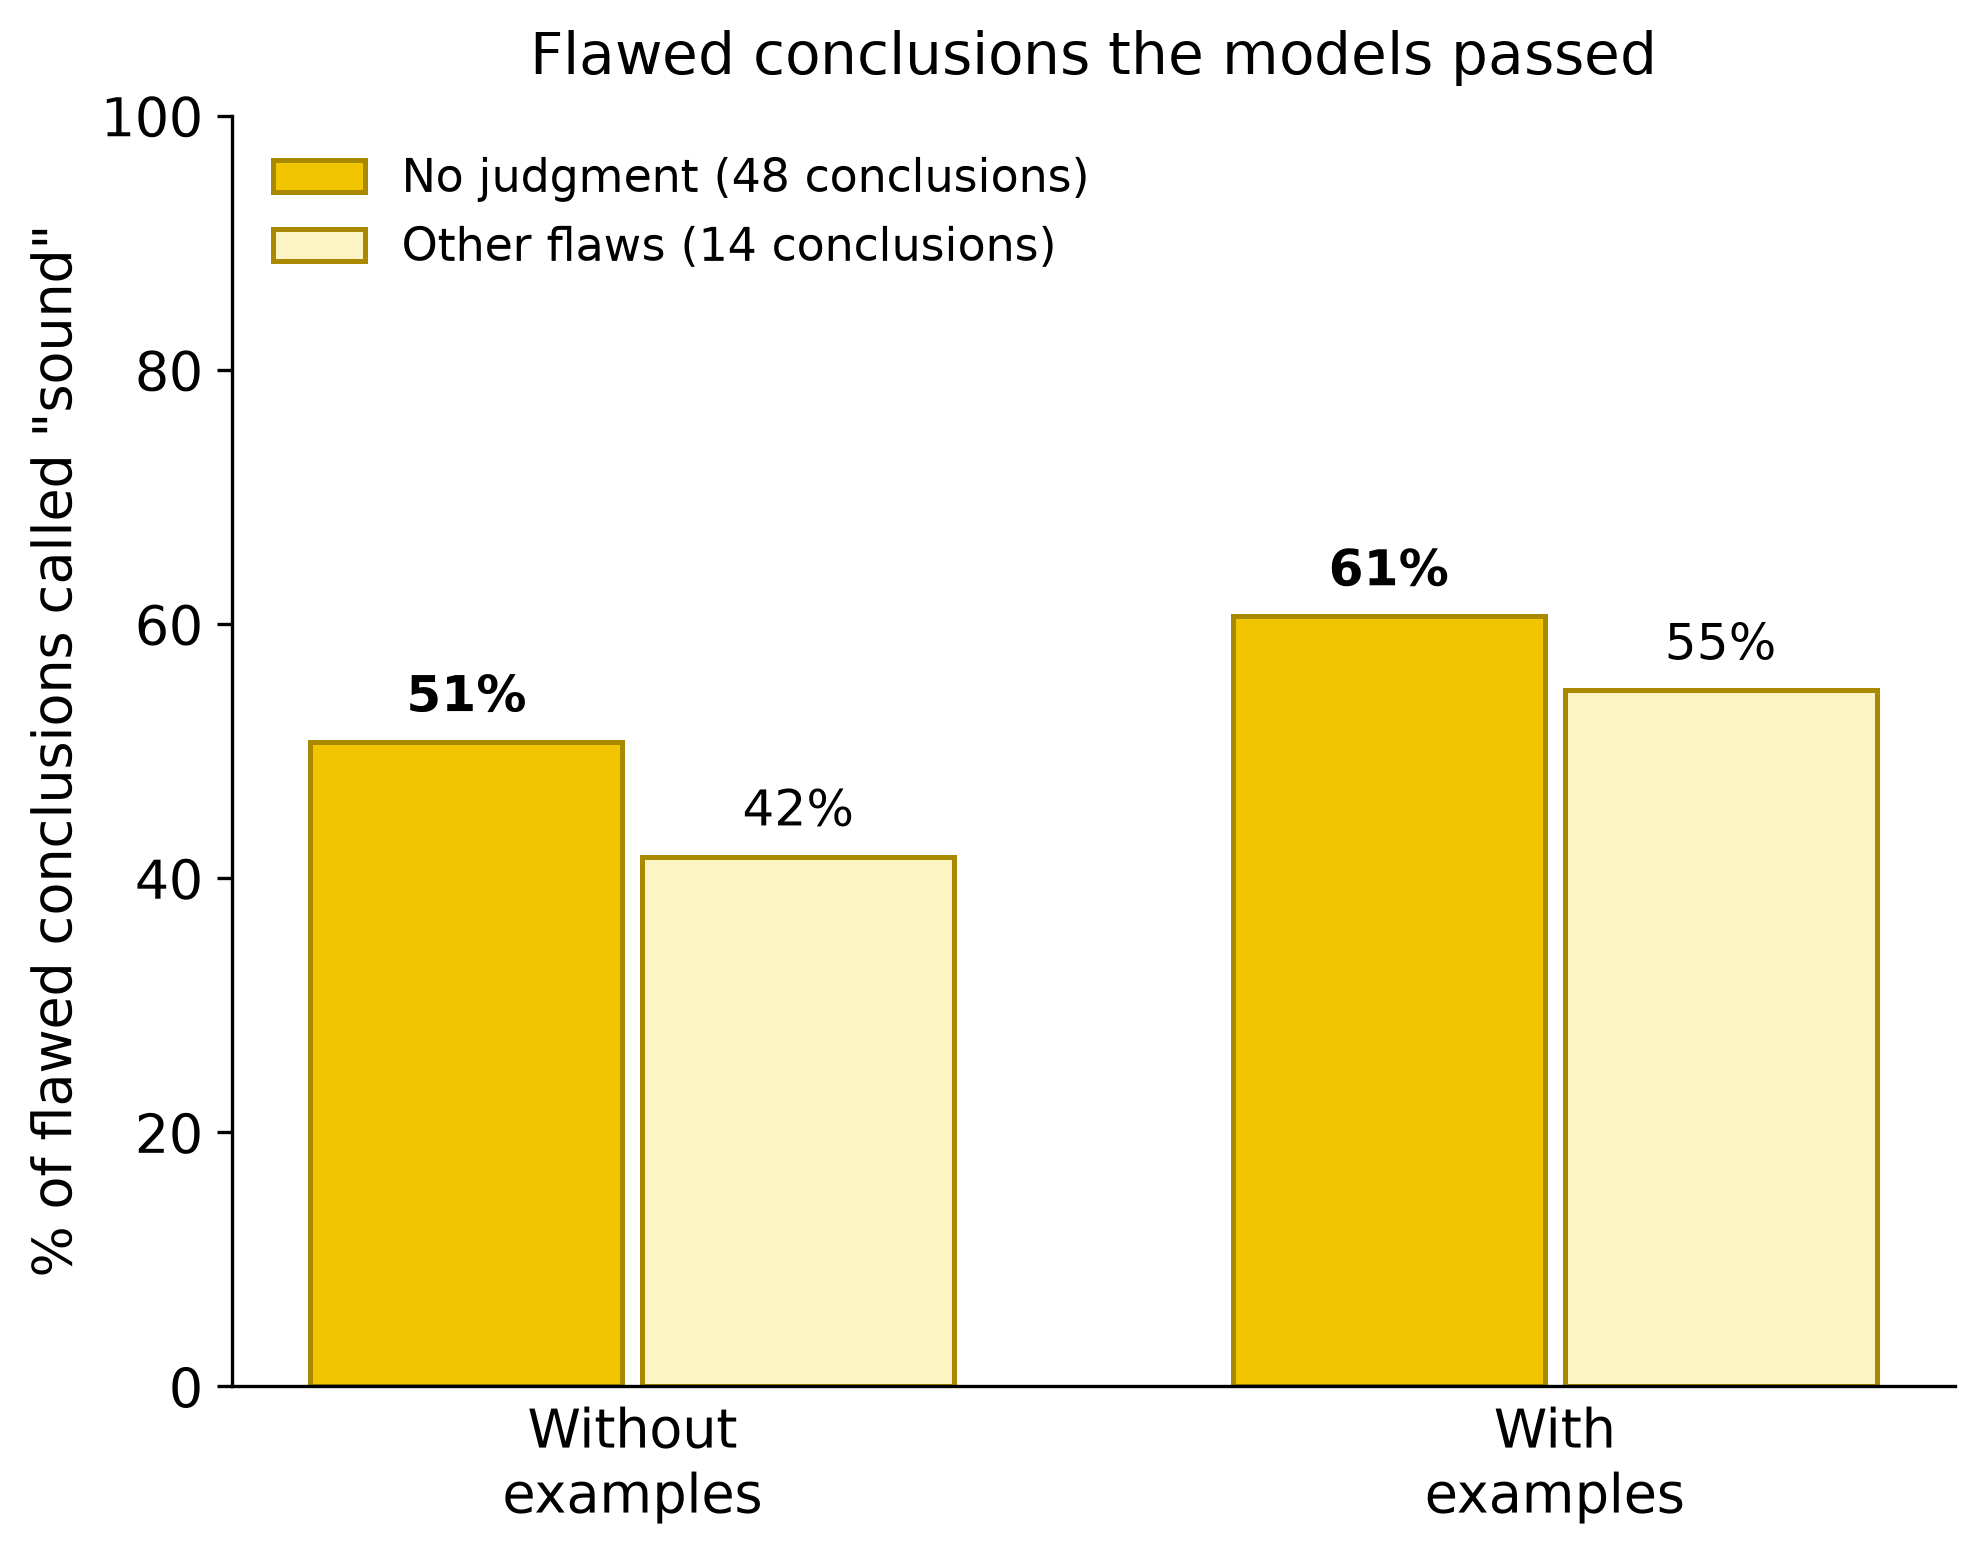 Flawed conclusions the models passed
% of flawed conclusions called "sound"
100
80
60
40
20
0
No judgment (48 conclusions)
Other flaws (14 conclusions)
51%
42%
61%
55%
Without
examples
With
examples